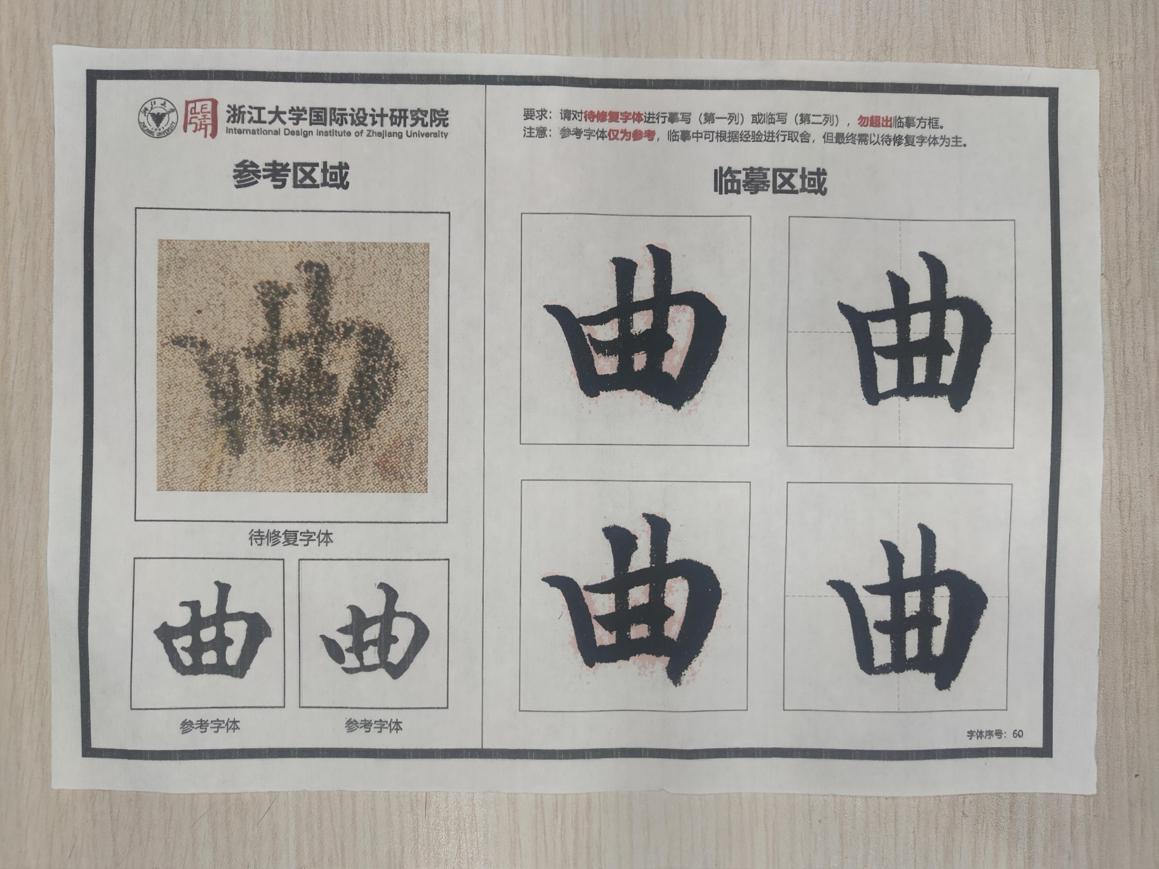 浙江大学国际设计研究院
International Design Institute of Zhejiang University
参考区域
曲
待修复字体
曲 曲
参考字体 参考字体
要求：请对待修复字体进行摹写（第一列）或临写（第二列），勿超出临摹方框。
注意：参考字体仅为参考，临摹中可根据经验进行取舍，但最终需以待修复字体为主。
临摹区域
曲 曲
曲 曲
字体序号：60